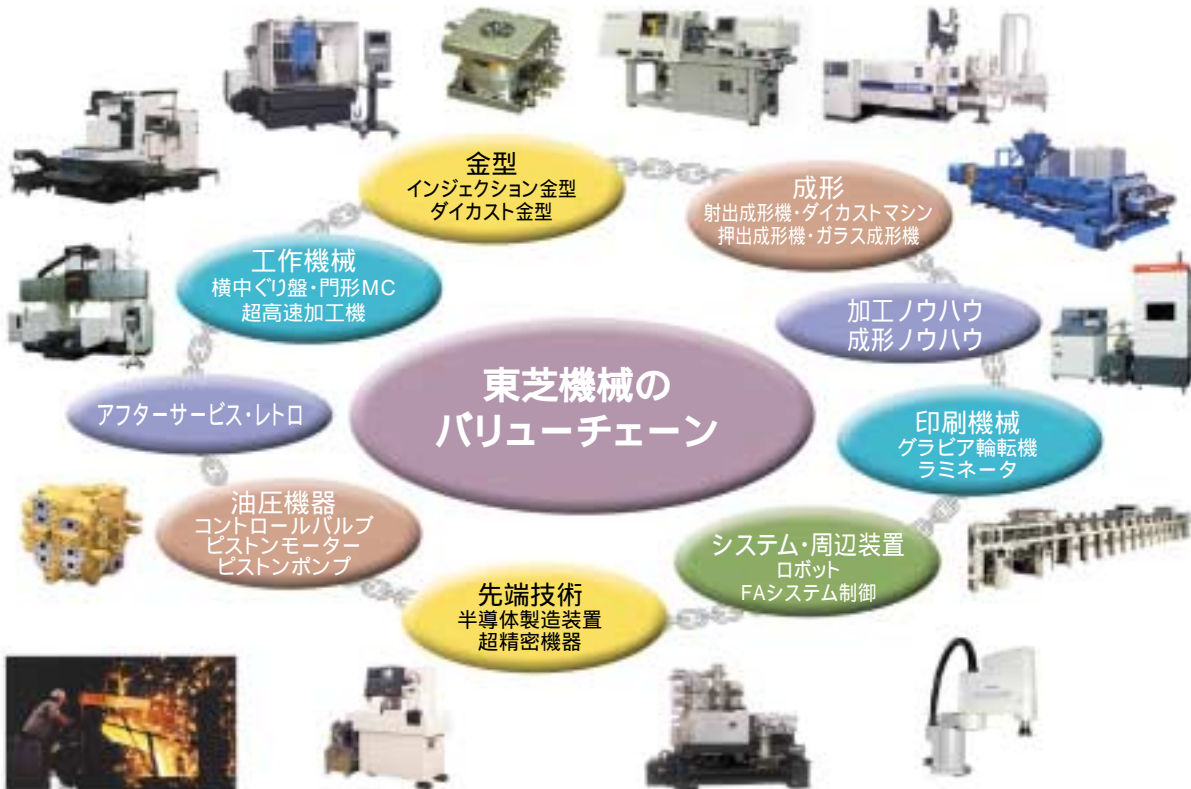 金型
インジェクション金型
ダイカスト金型
成形
射出成形機・ダイカストマシン
押出成形機・ガラス成形機
工作機械
横中ぐり盤・門形MC
超高速加工機
加工ノウハウ
成形ノウハウ
東芝機械の
バリューチェーン
アフターサービス・レトロ
印刷機械
グラビア輪転機
ラミネータ
油圧機器
コントロールバルブ
ピストンモーター
ピストンポンプ
システム・周辺装置
ロボット
FAシステム制御
先端技術
半導体製造装置
超精密機器